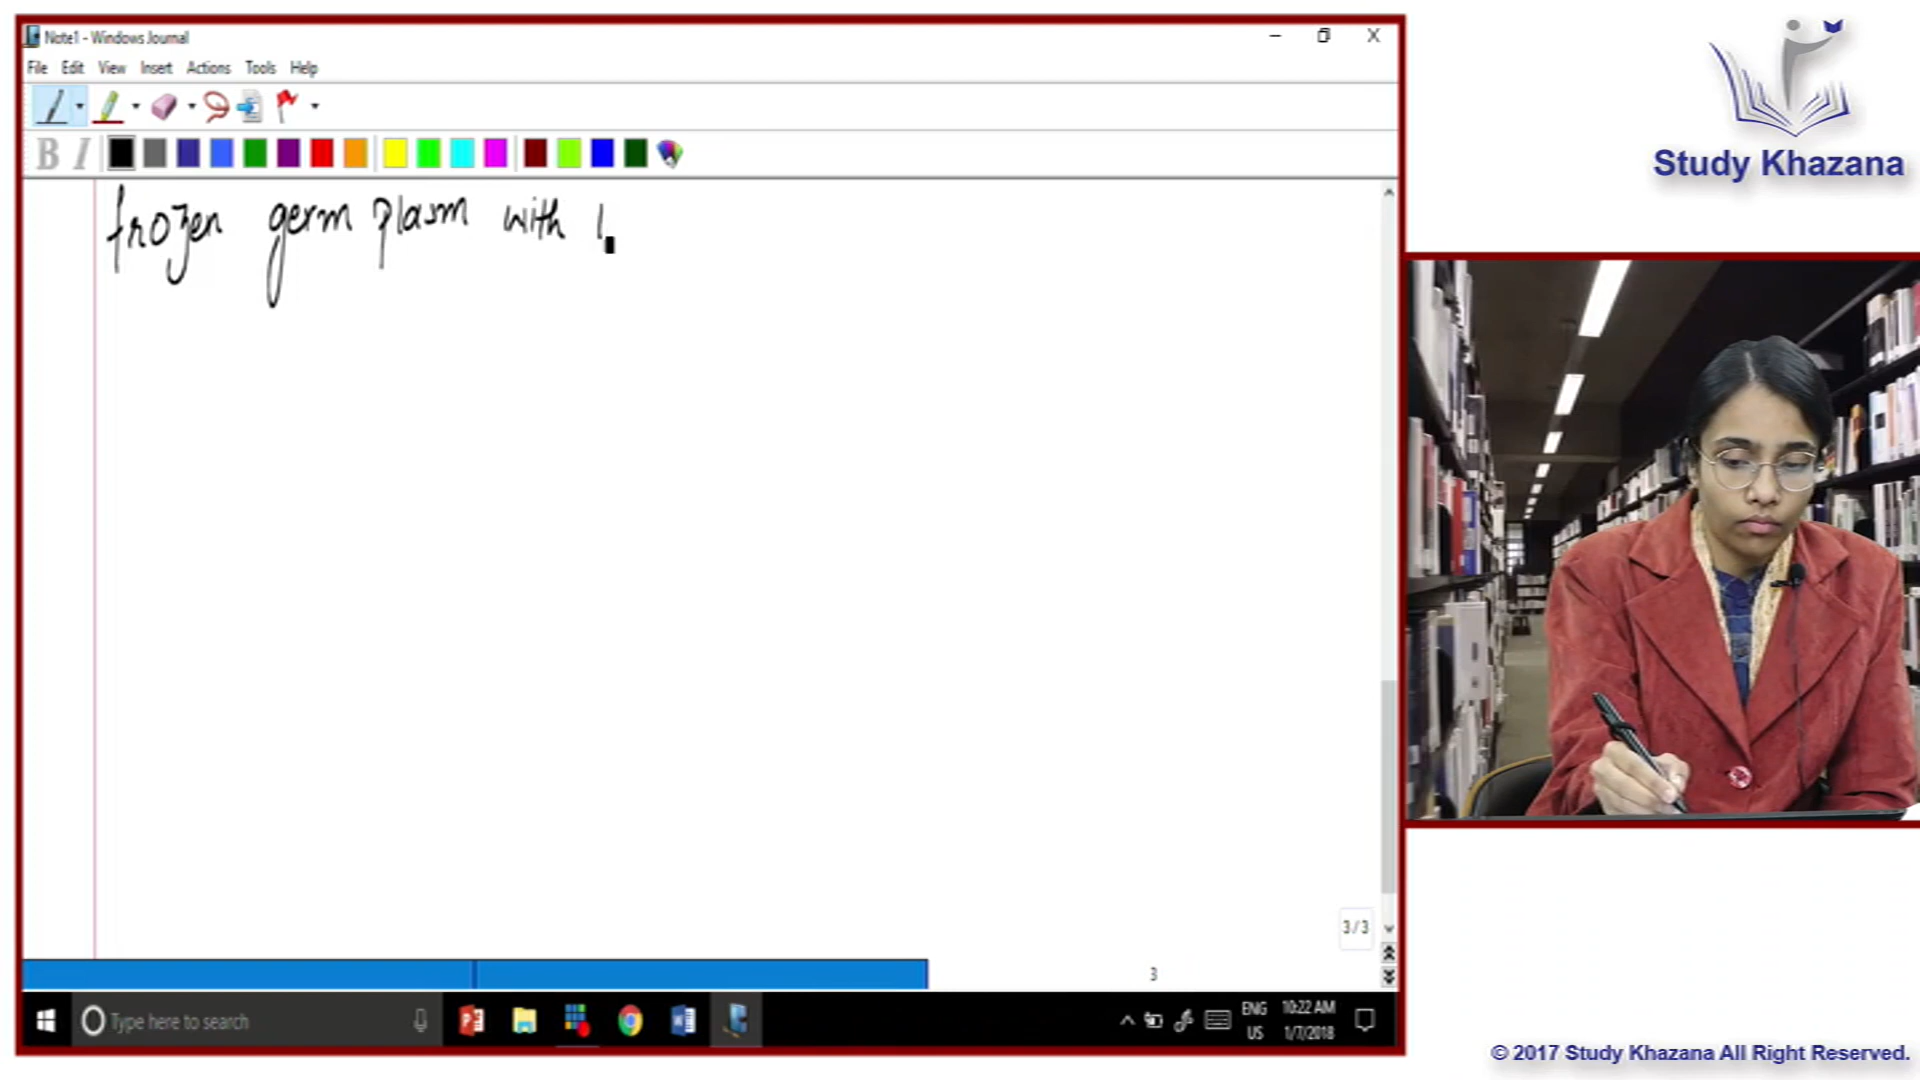 Note1 - Windows Journal
File Edit View Insert Actions Tools Help
B I
frozen germ plasm with
3 / 3
3
Type here to search
ENG
US
10:22 AM
1/7/2018
Study Khazana
© 2017 Study Khazana All Right Reserved.